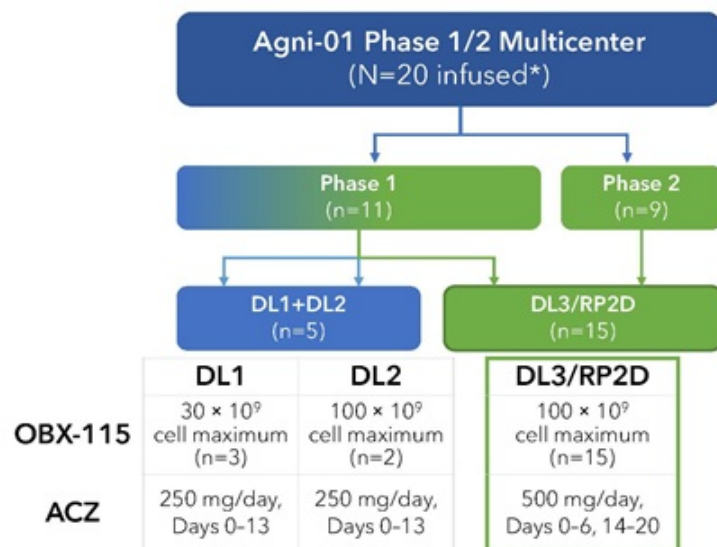 Agni-01 Phase 1/2 Multicenter
(N=20 infused*)
Phase 1
(n=11)
Phase 2
(n=9)
DL1+DL2
(n=5)
DL3/RP2D
(n=15)
DL1
DL2
DL3/RP2D
OBX-115
30 × 10⁹
cell maximum
(n=3)
100 × 10⁹
cell maximum
(n=2)
100 × 10⁹
cell maximum
(n=15)
ACZ
250 mg/day,
Days 0–13
250 mg/day,
Days 0–13
500 mg/day,
Days 0–6, 14–20